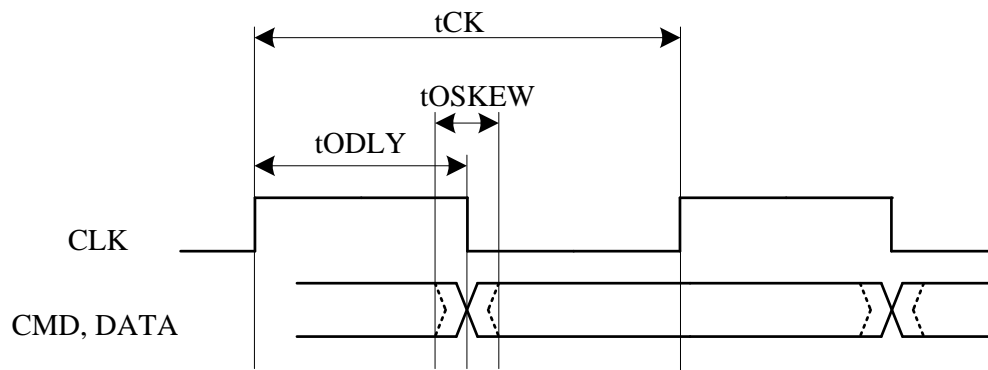 tCK
tOSKEW
tODLY
CLK
CMD, DATA